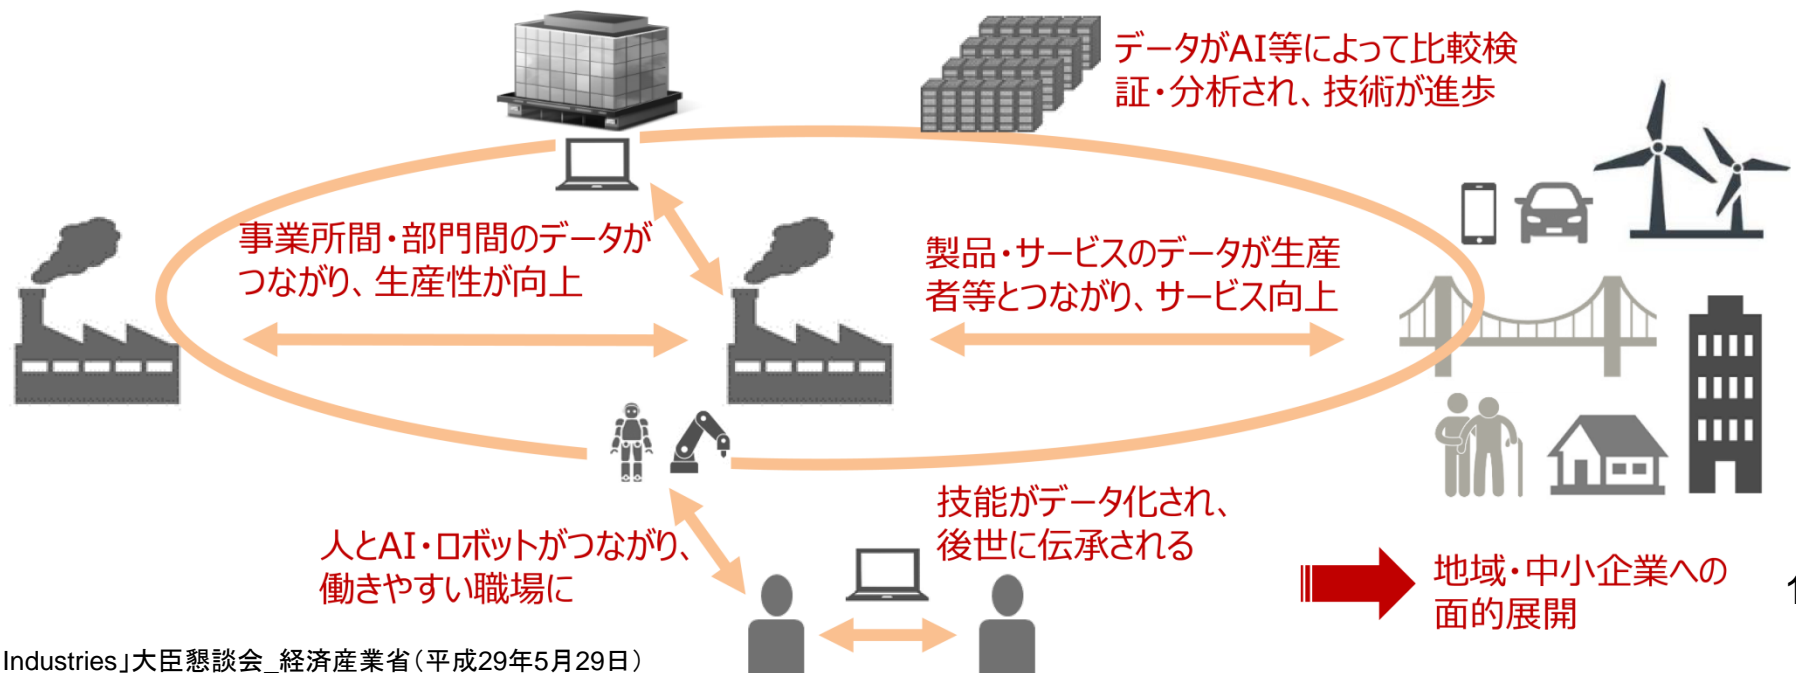 データがAI等によって比較検
証・分析され、技術が進歩
事業所間・部門間のデータが
つながり、生産性が向上
製品・サービスのデータが生産
者等とつながり、サービス向上
技能がデータ化され、
後世に伝承される
人とAI・ロボットがつながり、
働きやすい職場に
地域・中小企業への
面的展開
1
Industries」大臣懇談会_経済産業省（平成29年5月29日）